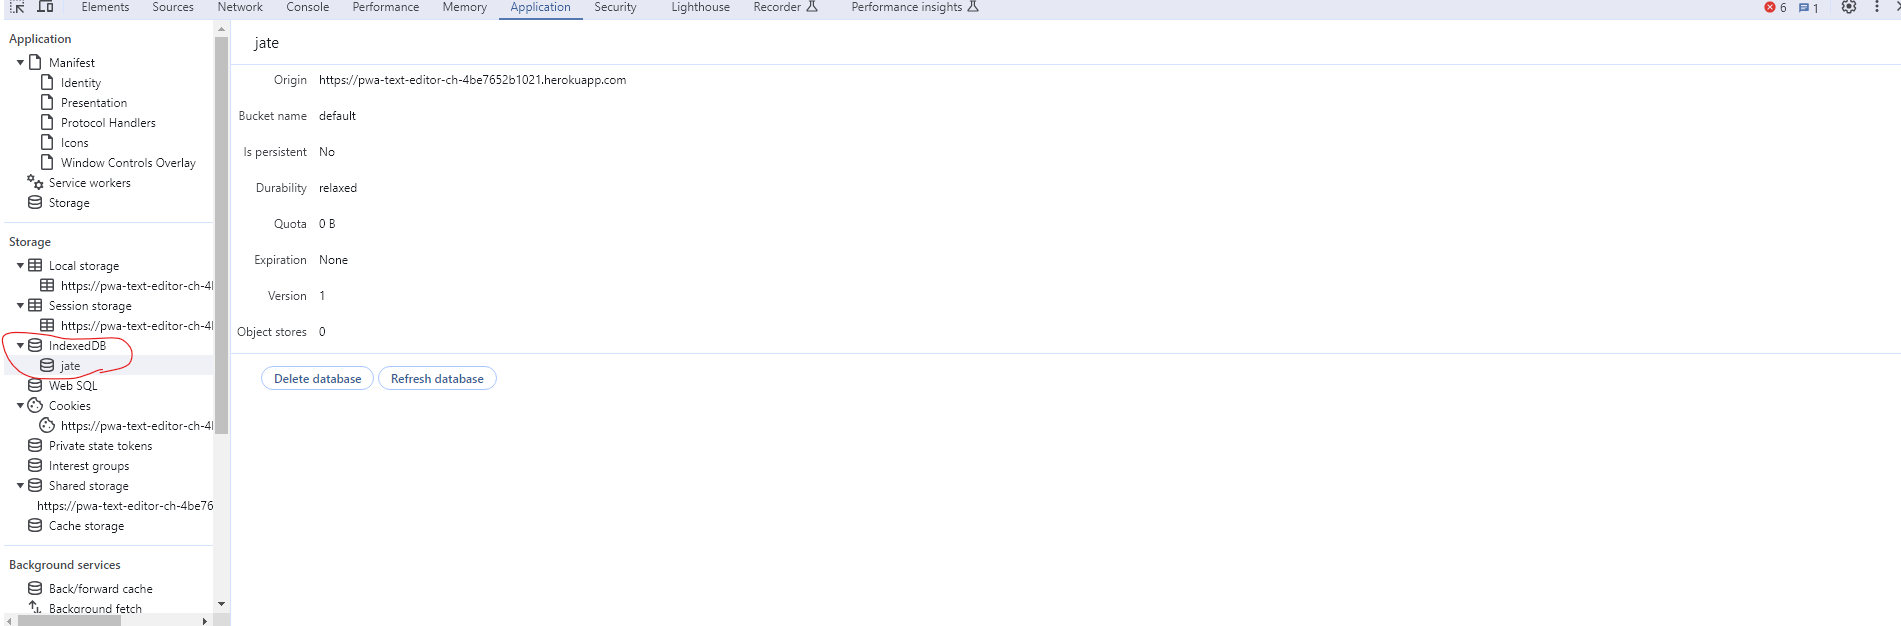 Elements Sources Network Console Performance Memory Application Security Lighthouse Recorder Performance insights 6 1
Application
Manifest
Identity
Presentation
Protocol Handlers
Icons
Window Controls Overlay
Service workers
Storage
Storage
Local storage
https://pwa-text-editor-ch-4l
Session storage
https://pwa-text-editor-ch-4l
IndexedDB
jate
Web SQL
Cookies
https://pwa-text-editor-ch-4l
Private state tokens
Interest groups
Shared storage
https://pwa-text-editor-ch-4be76
Cache storage
Background services
Back/forward cache
Background fetch
jate
Origin https://pwa-text-editor-ch-4be7652b1021.herokuapp.com
Bucket name default
Is persistent No
Durability relaxed
Quota 0 B
Expiration None
Version 1
Object stores 0
Delete database Refresh database